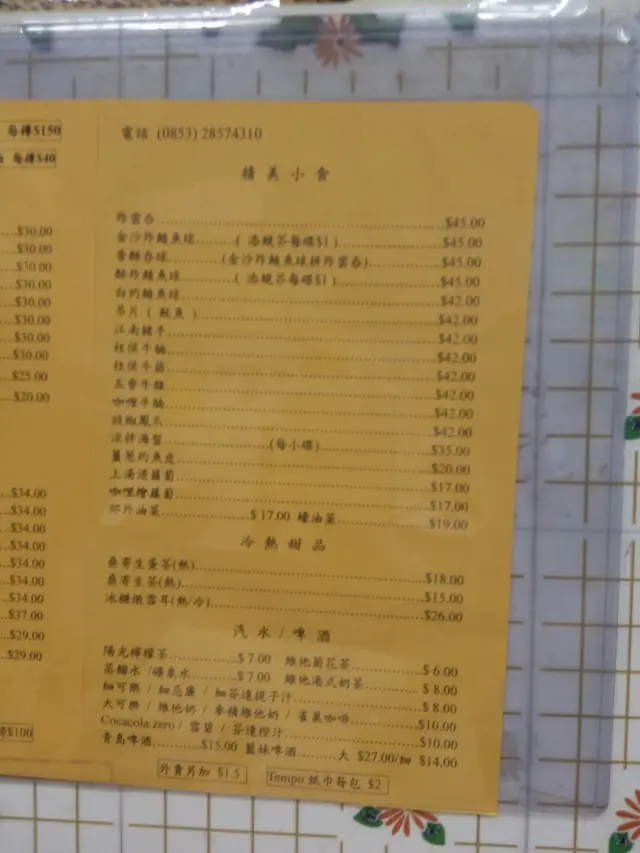 每樽$150
每樽$40
$30.00
$30.00
$30.00
$30.00
$30.00
$30.00
$30.00
$30.00
$25.00
$20.00
$34.00
$34.00
$34.00
$34.00
$34.00
$34.00
$34.00
$37.00
$29.00
$29.00
$100
電話 (0853) 28574310
精美小食
炸雲吞 $45.00
金沙炸鯪魚球 ( 添蜆芥每碟$1 ) $45.00
香酥吞球 (金沙炸鯪魚球拼炸雲吞) $45.00
酥炸鯪魚球 ( 添蜆芥每碟$1 ) $45.00
白灼鯪魚球 $42.00
吊片 ( 魷魚 ) $42.00
江南豬手 $42.00
柱侯牛腩 $42.00
柱侯牛筋 $42.00
五香牛雜 $42.00
咖哩牛腩 $42.00
豉椒鳳爪 $42.00
涼拌海蜇 (每小碟) $35.00
薑蔥灼魚皮 $20.00
上湯浸蘿蔔 $17.00
咖哩燴蘿蔔 $17.00
郊外油菜 $ 17.00 蠔油菜 $19.00
冷熱甜品
桑寄生蛋茶(熱) $18.00
桑寄生茶(熱) $15.00
冰糖燉雪耳(熱/冷) $26.00
汽水/啤酒
陽光檸檬茶 $ 7.00 維他菊花茶 $ 6.00
蒸餾水 /礦泉水 $ 7.00 維他港式奶茶 $ 8.00
細可樂 / 細忌廉 / 細芬達提子汁 $ 8.00
大可樂 / 維他奶 / 麥精維他奶 / 雀巢咖啡 $10.00
Cocacola zero / 雪碧 / 芬達橙汁 $10.00
青島啤酒 $15.00 藍妹啤酒 大 $27.00/細 $14.00
外賣另加 $1.5
Tempo 紙巾每包 $2